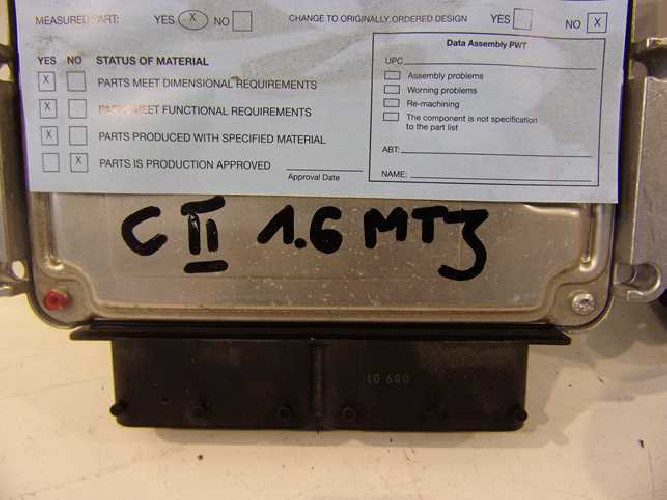 MEASURED PART: YES X NO
CHANGE TO ORIGINALLY ORDERED DESIGN YES NO X
YES NO STATUS OF MATERIAL
X PARTS MEET DIMENSIONAL REQUIREMENTS
X PARTS MEET FUNCTIONAL REQUIREMENTS
X PARTS PRODUCED WITH SPECIFIED MATERIAL
X PARTS IS PRODUCTION APPROVED
Approval Date
Data Assembly PWT
UPC
Assembly problems
Worning problems
Re-machining
The component is not specification
to the part list
ABT:
NAME:
C II 1.6 MT3